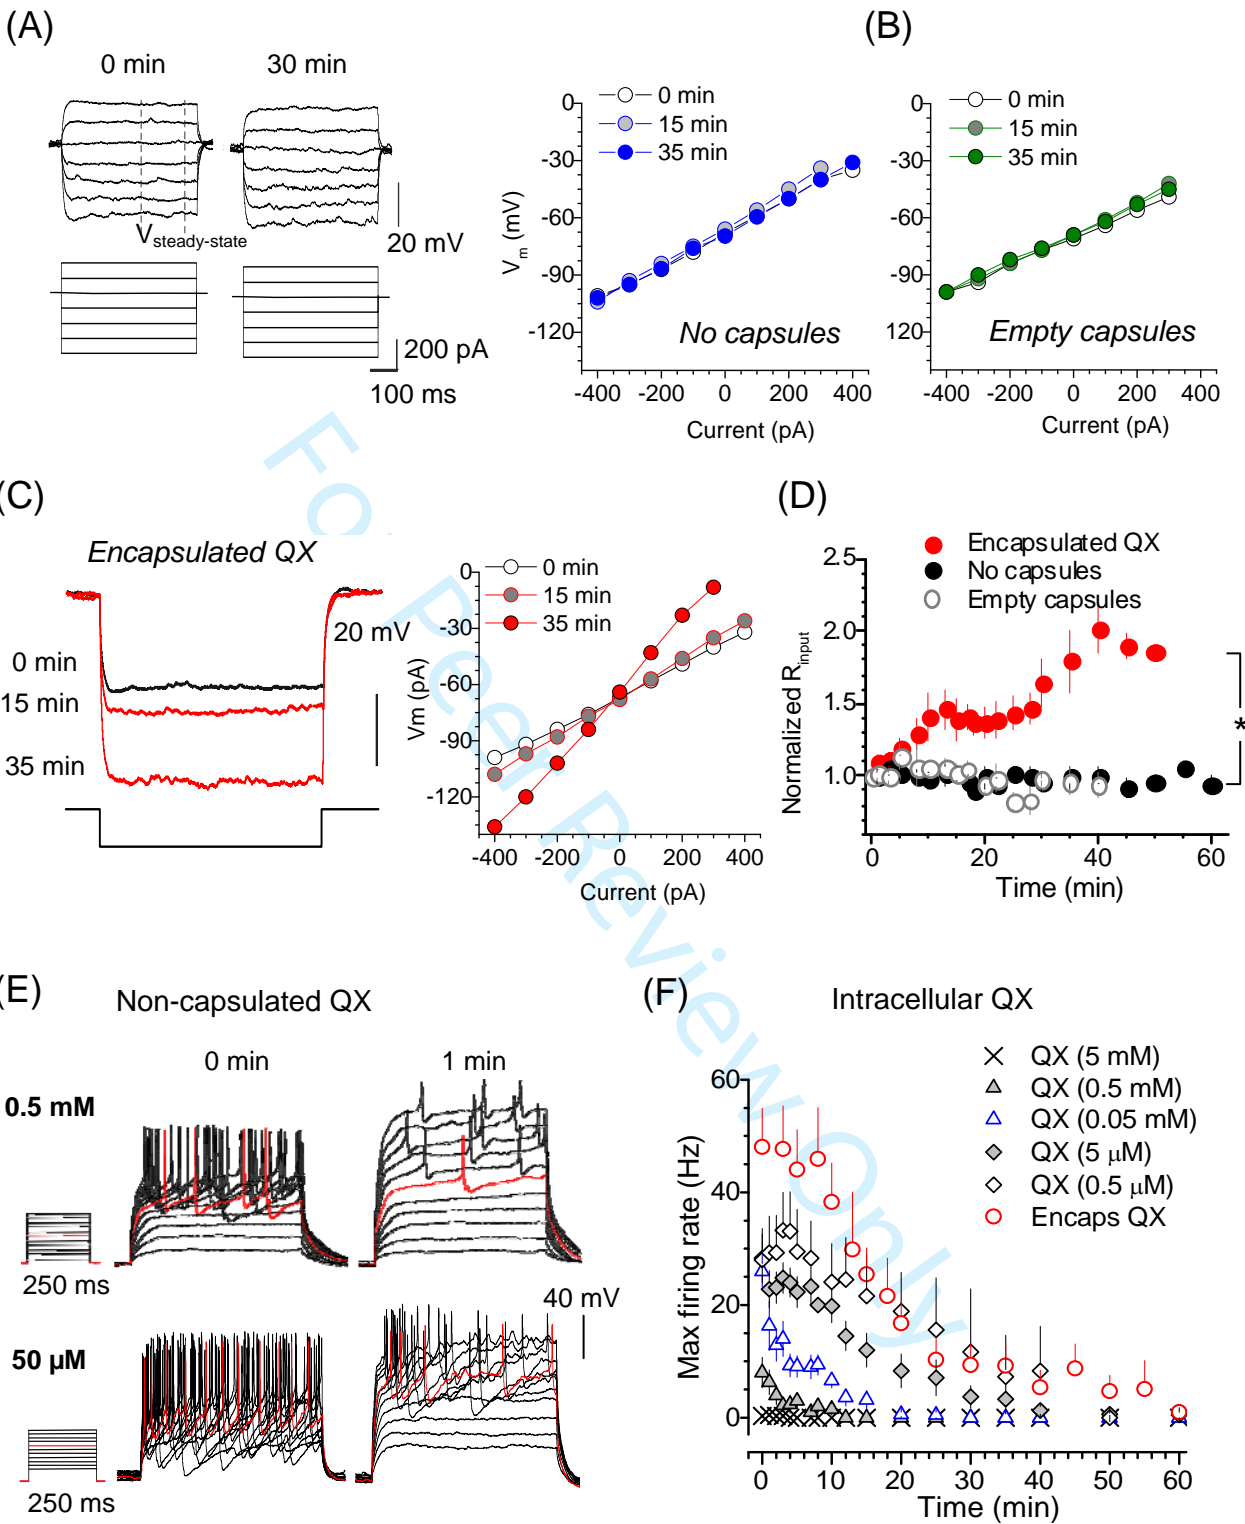 (A)
0 min
30 min
V steady-state
20 mV
200 pA
100 ms
0 min
15 min
35 min
0
-30
-60
-90
-120
V m (mV)
No capsules
-400 -200 0 200 400
Current (pA)
(B)
0 min
15 min
35 min
0
-30
-60
-90
120
Empty capsules
-400 -200 0 200 400
Current (pA)
(C)
Encapsulated QX
20 mV
0 min
15 min
35 min
0 min
15 min
35 min
0
-30
-60
-90
-120
Vm (pA)
-400 -200 0 200 400
Current (pA)
(D)
Encapsulated QX
No capsules
Empty capsules
2.5
2.0
1.5
1.0
Normalized R input
*
0 20 40 60
Time (min)
(E)
Non-capsulated QX
0 min
1 min
0.5 mM
250 ms
40 mV
50 µM
250 ms
(F)
Intracellular QX
QX (5 mM)
QX (0.5 mM)
QX (0.05 mM)
QX (5 µM)
QX (0.5 µM)
Encaps QX
60
40
20
0
Max firing rate (Hz)
0 10 20 30 40 50 60
Time (min)
For Peer Review Only